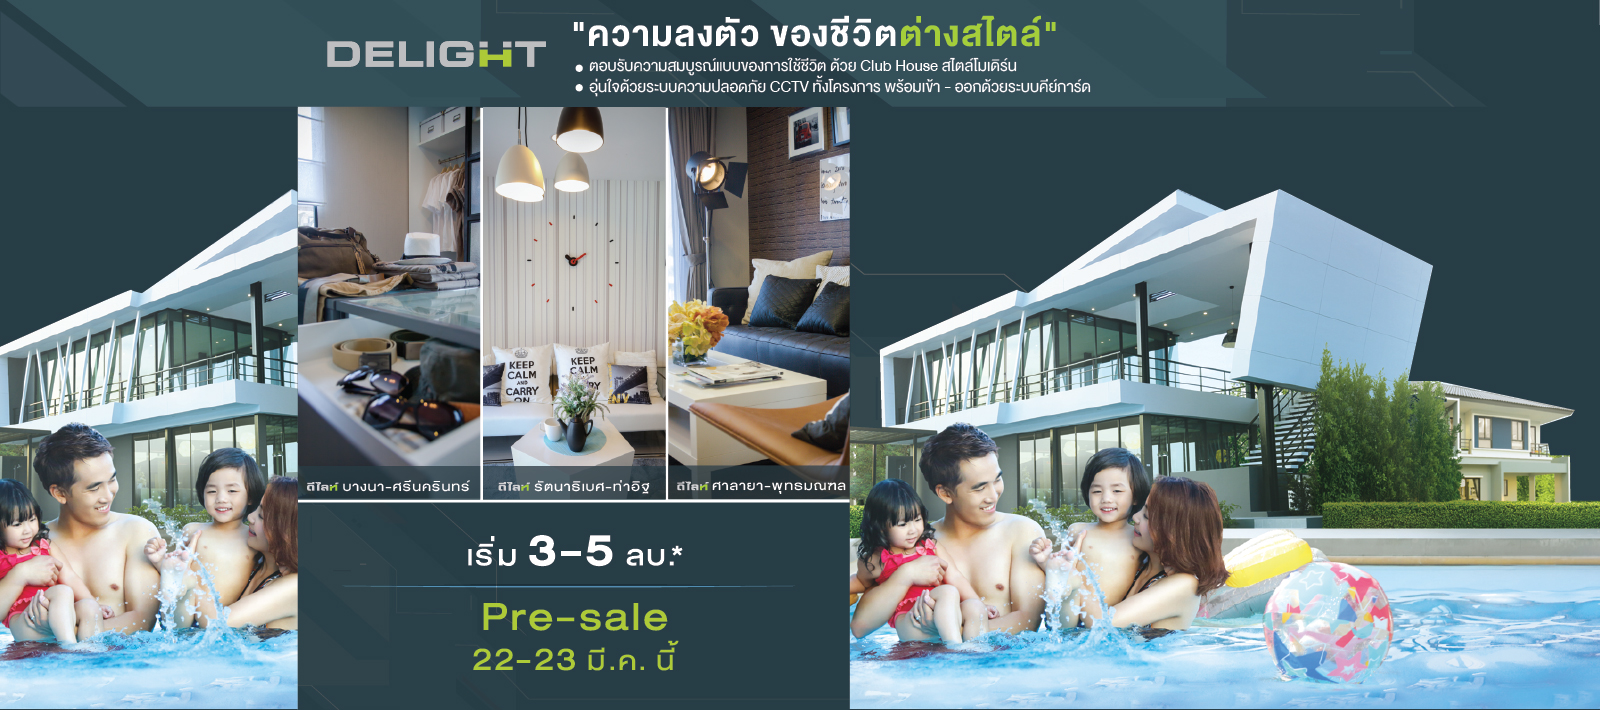 DELIGHT
"ความลงตัว ของชีวิตต่างสไตล์"
• ตอบรับความสมบูรณ์แบบของการใช้ชีวิต ด้วย Club House สไตล์โมเดิร์น
• อุ่นใจด้วยระบบความปลอดภัย CCTV ทั้งโครงการ พร้อมเข้า - ออกด้วยระบบคีย์การ์ด
KEEP
CALM
AND
CARRY
ON
KEEP
CALM
ดีไลท์ บางนา-ศรีนครินทร์
ดีไลท์ รัตนาธิเบศ-ท่าอิฐ
ดีไลท์ ศาลายา-พุทธมณฑล
เริ่ม 3-5 ลบ.*
Pre-sale
22-23 มี.ค. นี้